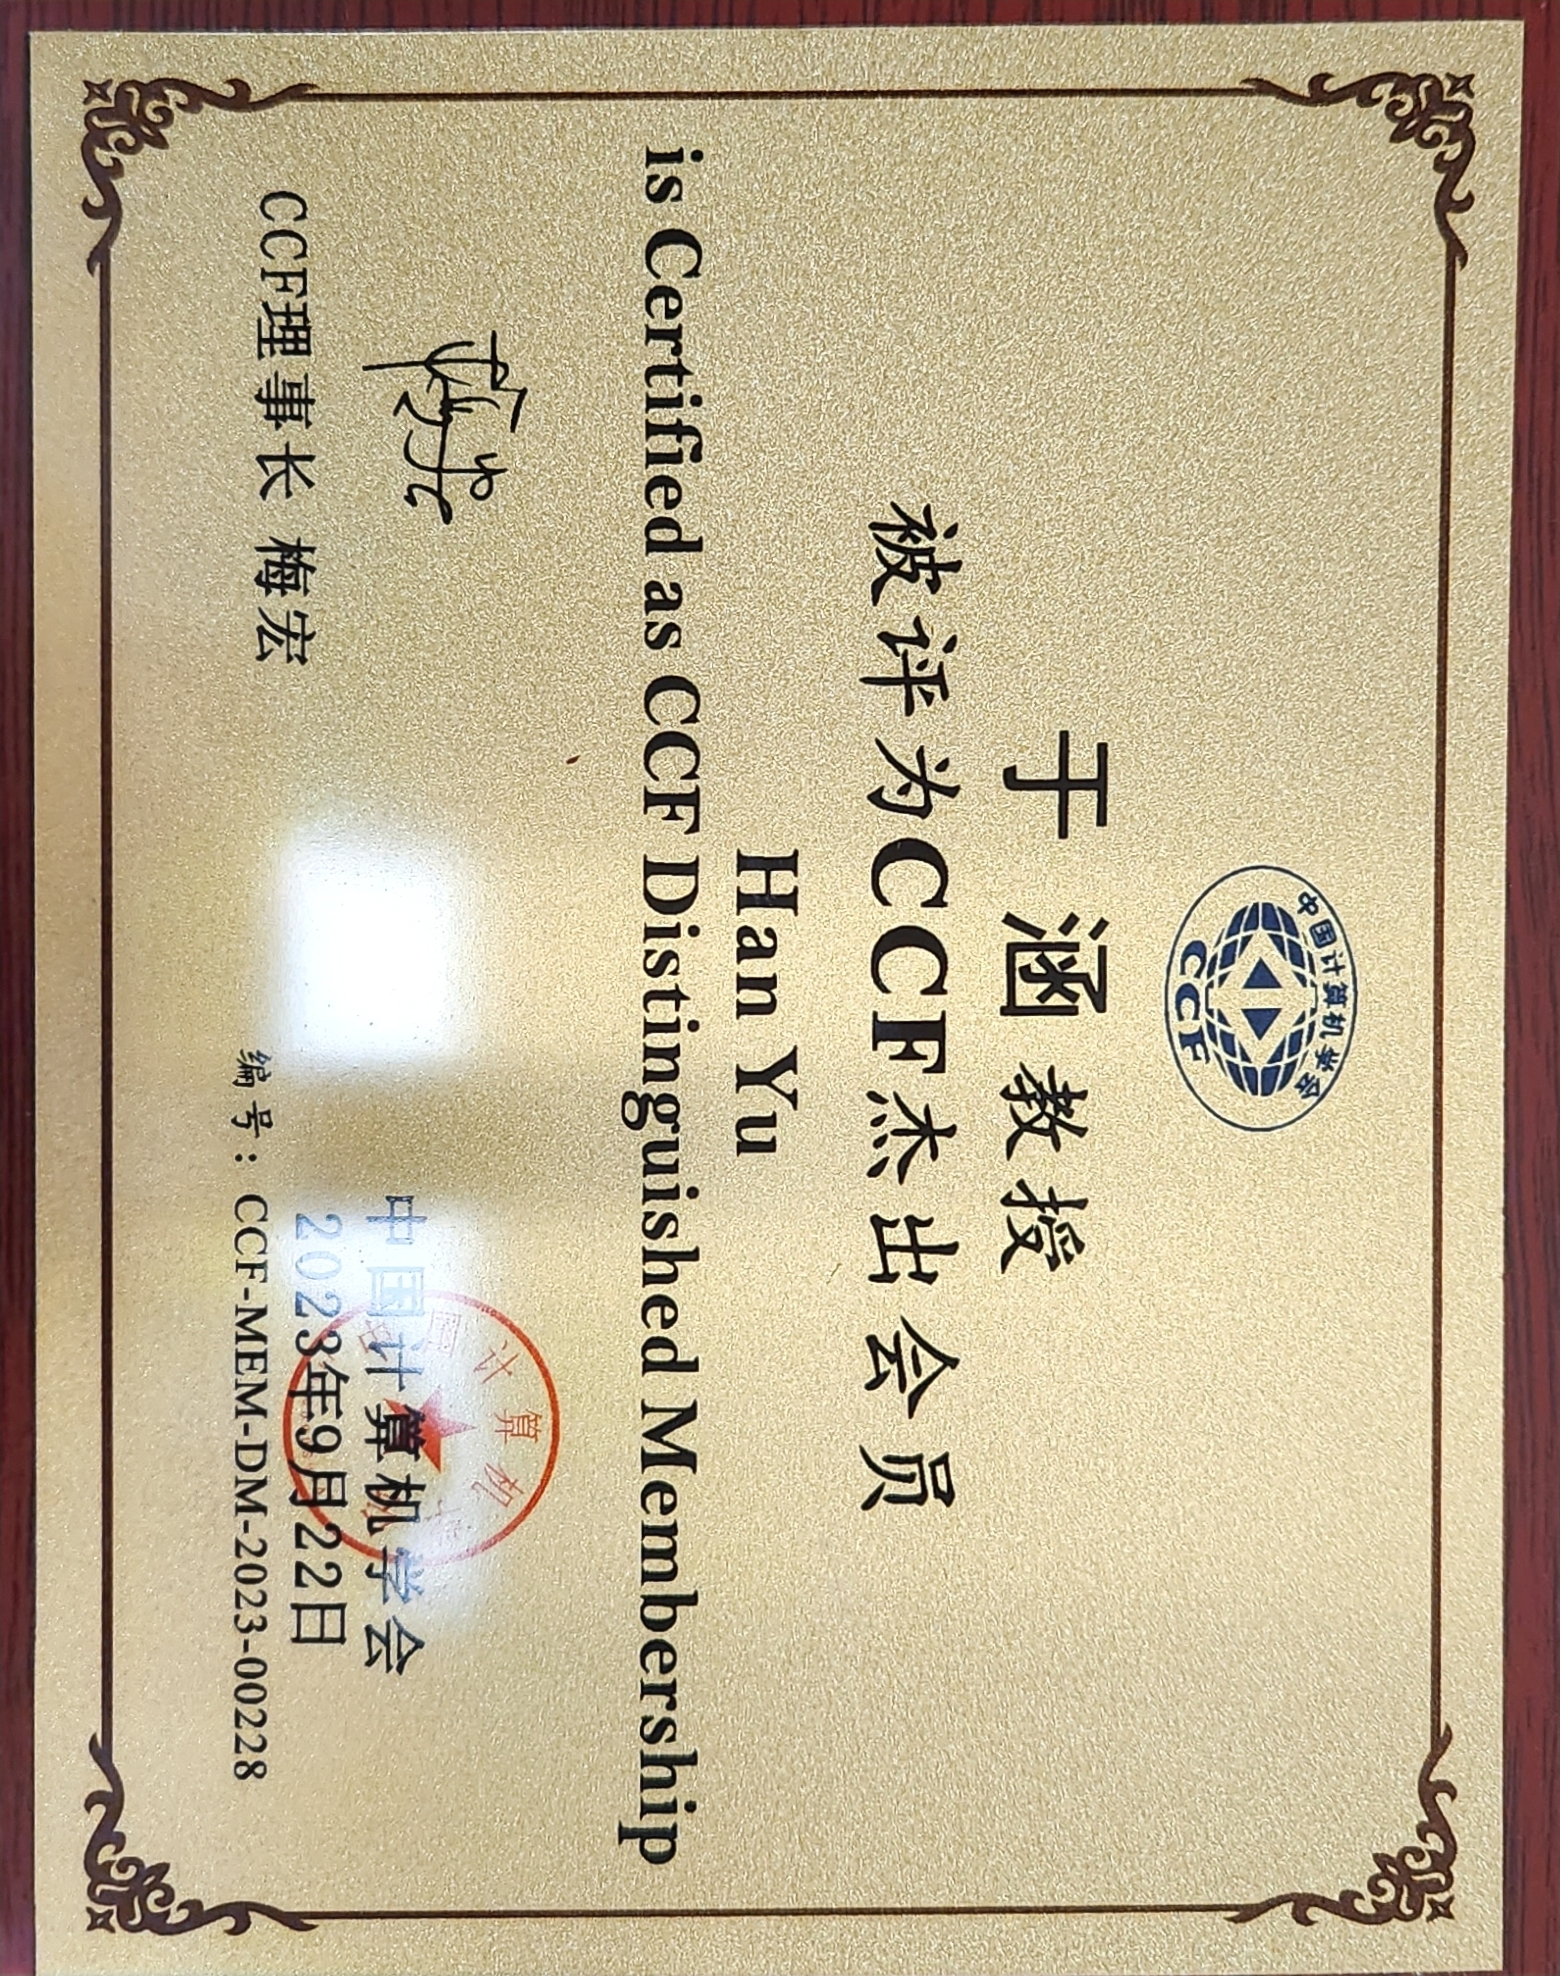 中国计算机学会
CCF
于涵 教授
被评为CCF杰出会员
Han Yu
is Certified as CCF Distinguished Membership
CCF理事长 梅宏
中国计算机学会
2023年9月22日
编号：CCF-MEM-DM-2023-00228